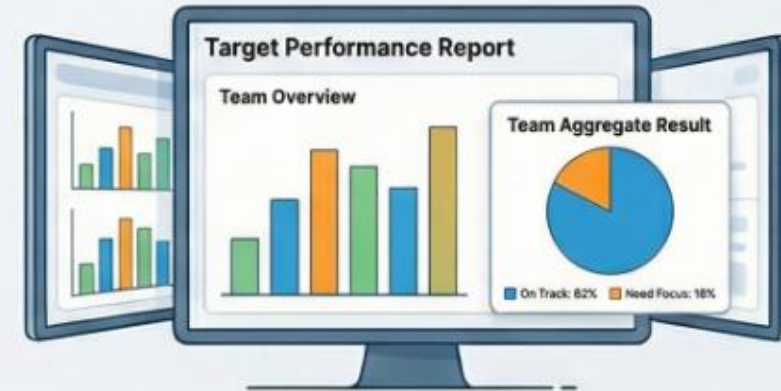 Target Performance Report
Team Overview
Team Aggregate Result
On Track: 82% Need Focus: 18%